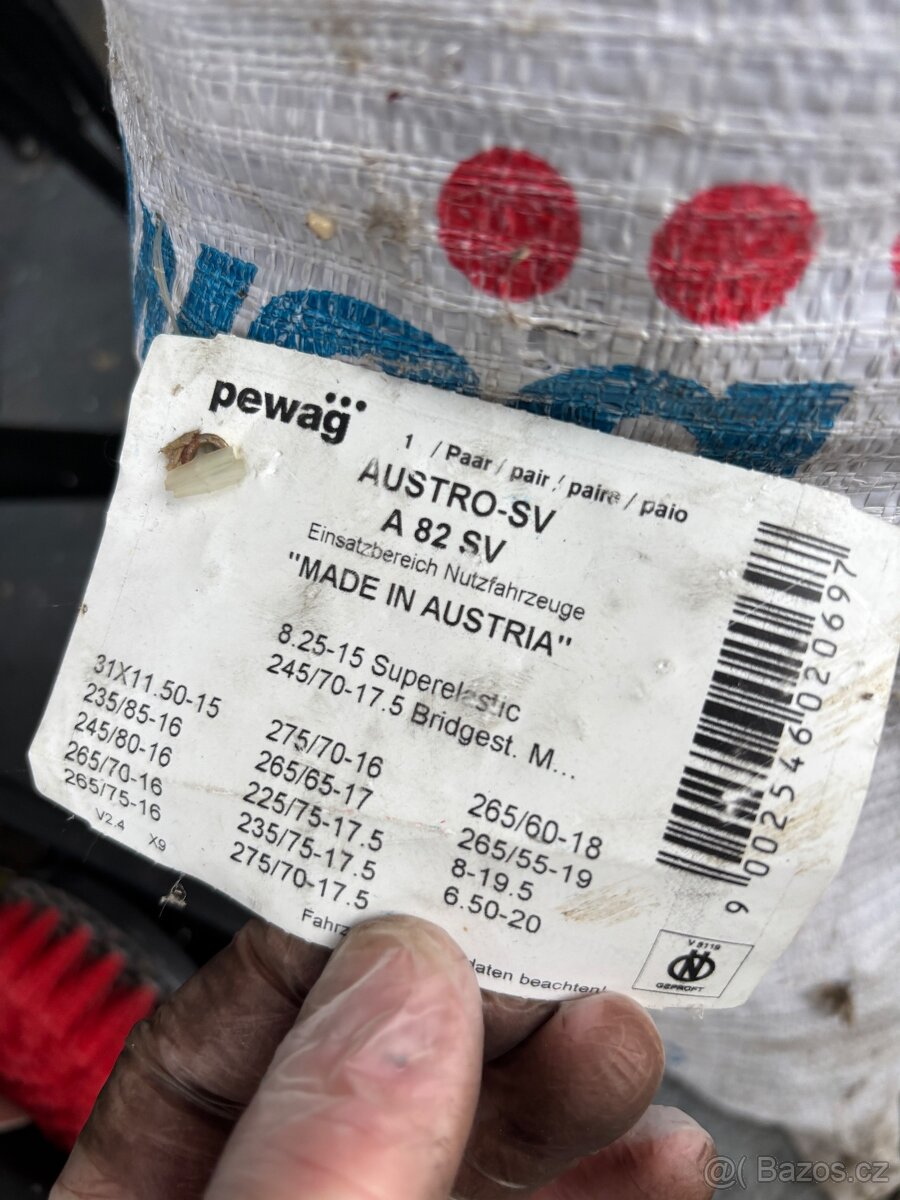 pewag
1 / Paar / pair / paire / paio
AUSTRO-SV
A 82 SV
Einsatzbereich Nutzfahrzeuge
"MADE IN AUSTRIA"
8.25-15 Superelastic
245/70-17.5 Bridgest. M...
31X11.50-15
235/85-16
245/80-16
265/70-16
265/75-16
275/70-16
265/65-17
225/75-17.5
235/75-17.5
275/70-17.5
265/60-18
265/55-19
8-19.5
6.50-20
V2.4 X9
daten beachten!
9 002546 020697
V 5119
GEPRÜFT
@( Bazos.cz